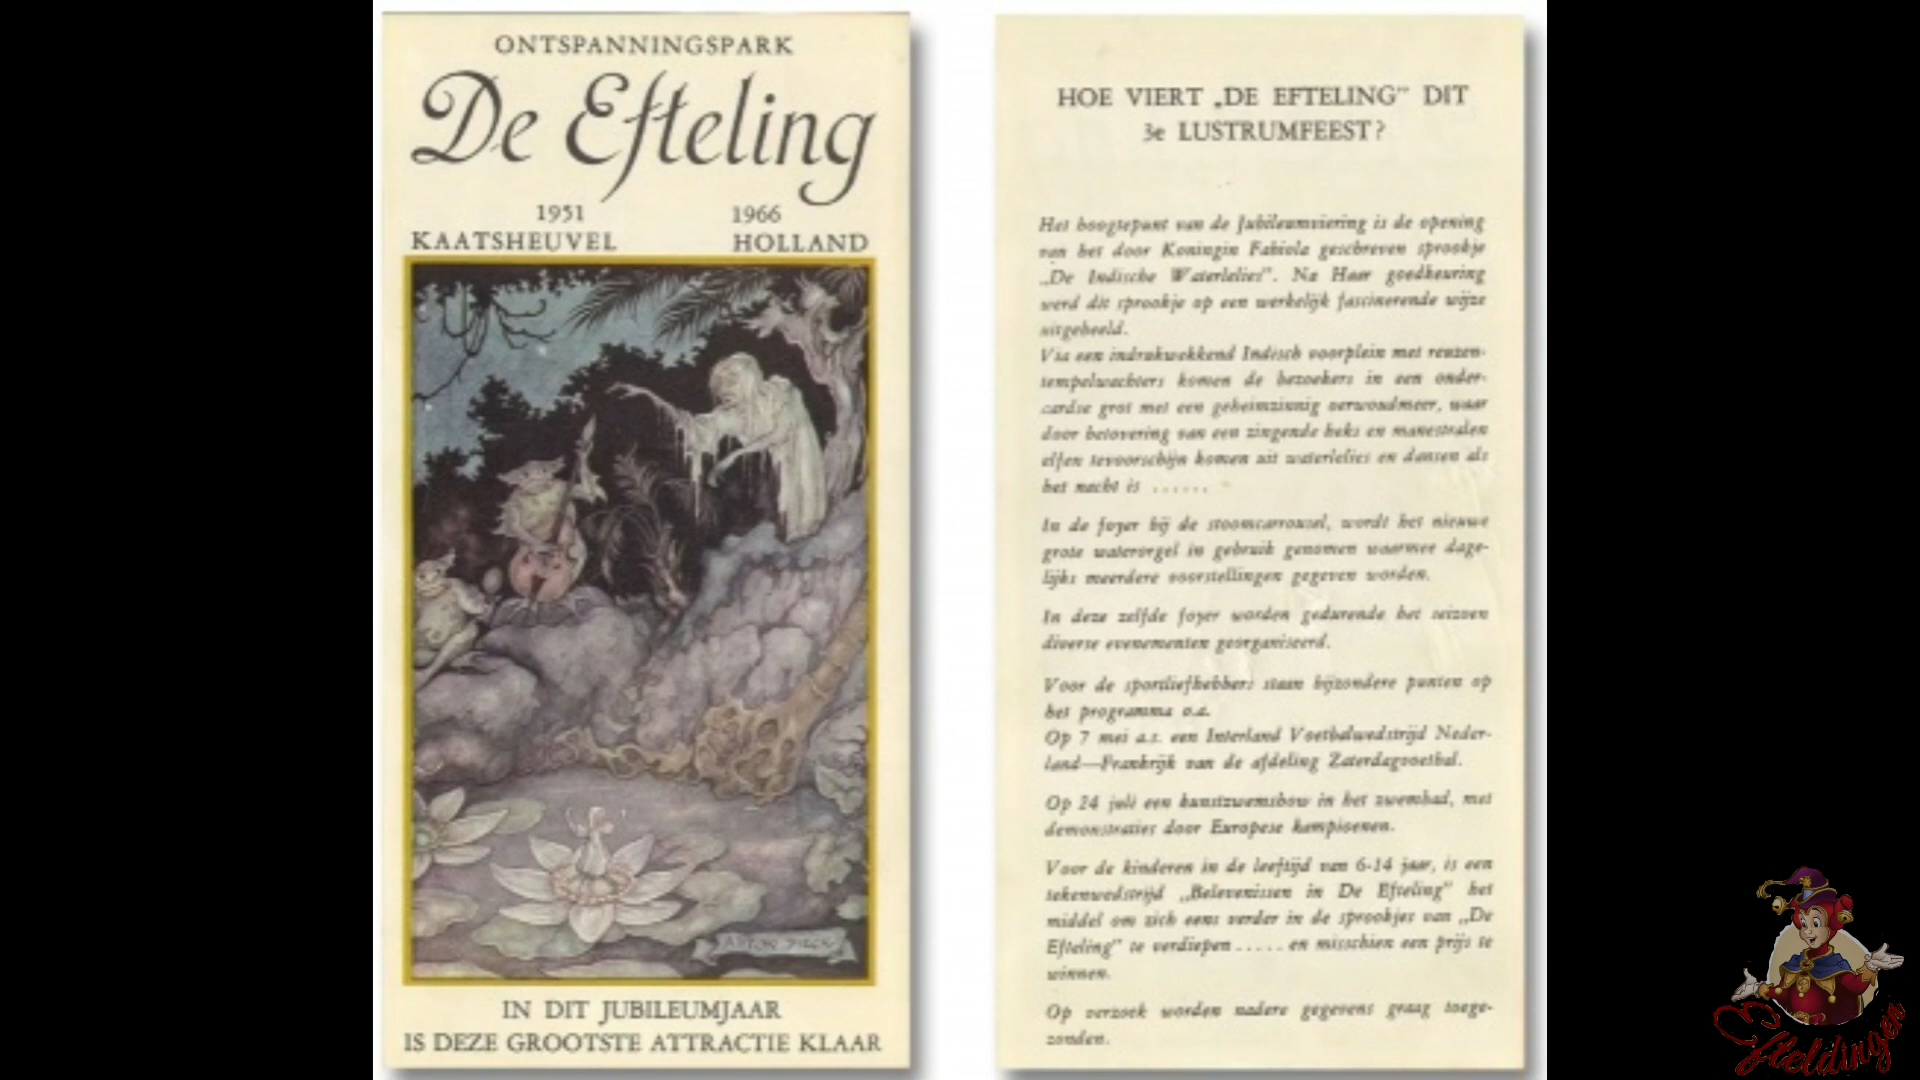 ONTSPANNINGSPARK
De Efteling
1951 1966
KAATSHEUVEL HOLLAND
ANTON PIECK
IN DIT JUBILEUMJAAR
IS DEZE GROOTSTE ATTRACTIE KLAAR
HOE VIERT „DE EFTELING” DIT
3e LUSTRUMFEEST?
Het hoogtepunt van de Jubileumviering is de opening
van het door Koningin Fabiola geschreven sprookje
„De Indische Waterlelies”. Na Haar goedkeuring
werd dit sprookje op een werkelijk fascinerende wijze
uitgebeeld.
Via een indrukwekkend Indisch voorplein met reuzen-
tempelwachters komen de bezoekers in een onder-
aardse grot met een geheimzinnig oerwoudmeer, waar
door betovering van een zingende heks en manestralen
elfen tevoorschijn komen uit waterlelies en dansen als
het nacht is ......
In de foyer bij de stoomcarrousel, wordt het nieuwe
grote waterorgel in gebruik genomen waarmee dage-
lijks meerdere voorstellingen gegeven worden.
In deze zelfde foyer worden gedurende het seizoen
diverse evenementen georganiseerd.
Voor de sportliefhebbers staan bijzondere punten op
het programma o.a.
Op 7 mei a.s. een Interland Voetbalwedstrijd Neder-
land—Frankrijk van de afdeling Zaterdagvoetbal.
Op 24 juli een kunstzwemshow in het zwembad, met
demonstraties door Europese kampioenen.
Voor de kinderen in de leeftijd van 6-14 jaar, is een
tekenwedstrijd „Belevenissen in De Efteling” het
middel om zich eens verder in de sprookjes van „De
Efteling” te verdiepen ..... en misschien een prijs te
winnen.
Op verzoek worden nadere gegevens graag toege-
zonden.
Efteldingen